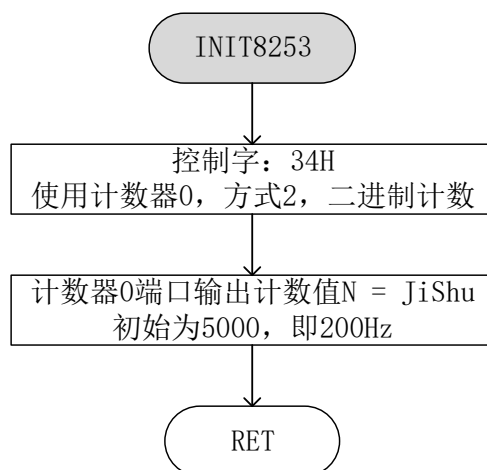 INIT8253
控制字：34H
使用计数器0，方式2，二进制计数
计数器0端口输出计数值N = JiShu
初始为5000，即200Hz
RET